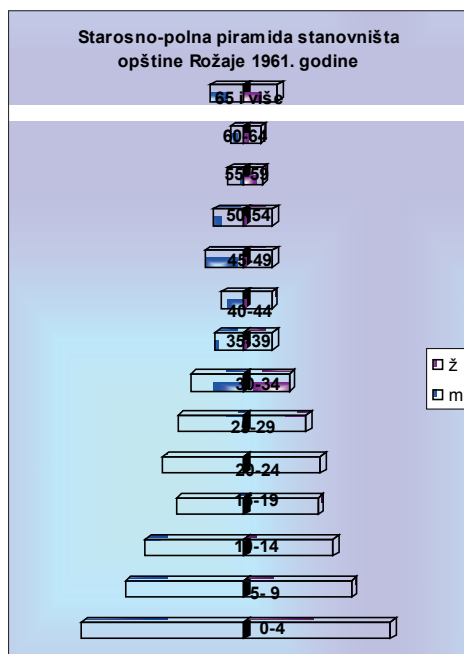 Starosno-polna piramida stanovništa
opštine Rožaje 1961. godine
65 i više
60-64
55-59
50-54
45-49
40-44
35-39
30-34
25-29
20-24
15-19
10-14
5- 9
0-4
ž
m